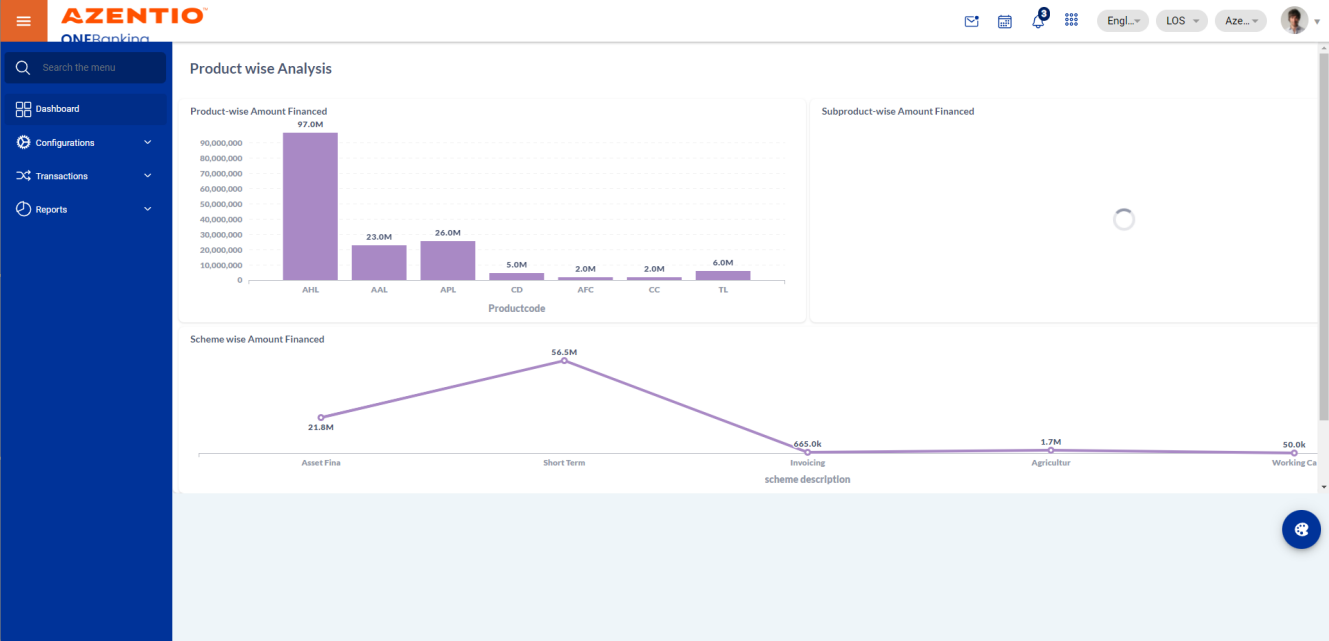 AZENTIO™
ONEBanking
3
Engl...
LOS
Aze...
Search the menu
Dashboard
Configurations
Transactions
Reports
Product wise Analysis
Product-wise Amount Financed
97.0M
90,000,000
80,000,000
70,000,000
60,000,000
50,000,000
40,000,000
30,000,000
20,000,000
10,000,000
0
23.0M
26.0M
5.0M
2.0M
2.0M
6.0M
AHL AAL APL CD AFC CC TL
Productcode
Subproduct-wise Amount Financed
Scheme wise Amount Financed
56.5M
21.8M
665.0k
1.7M
50.0k
Asset Fina Short Term Invoicing Agricultur Working Ca
scheme description